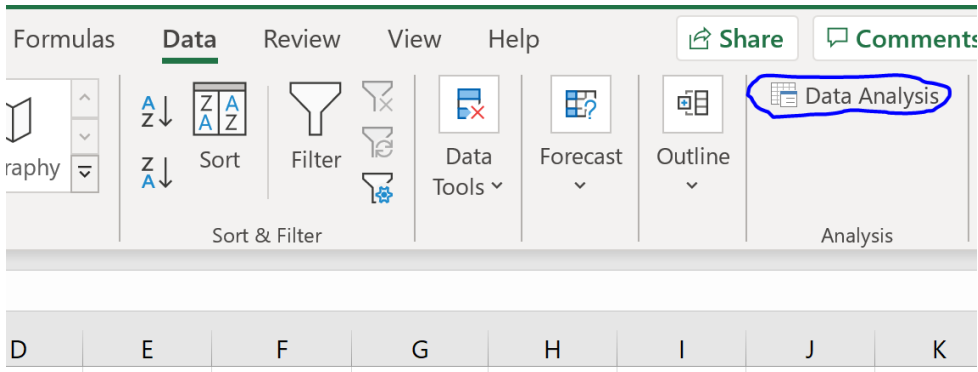 Formulas Data Review View Help Share Comments
raphy
A
Z
Z
A
Z A
A Z
Sort
Filter
Data
Tools
Forecast
?
Outline
Data Analysis
Sort & Filter
Analysis
D E F G H I J K